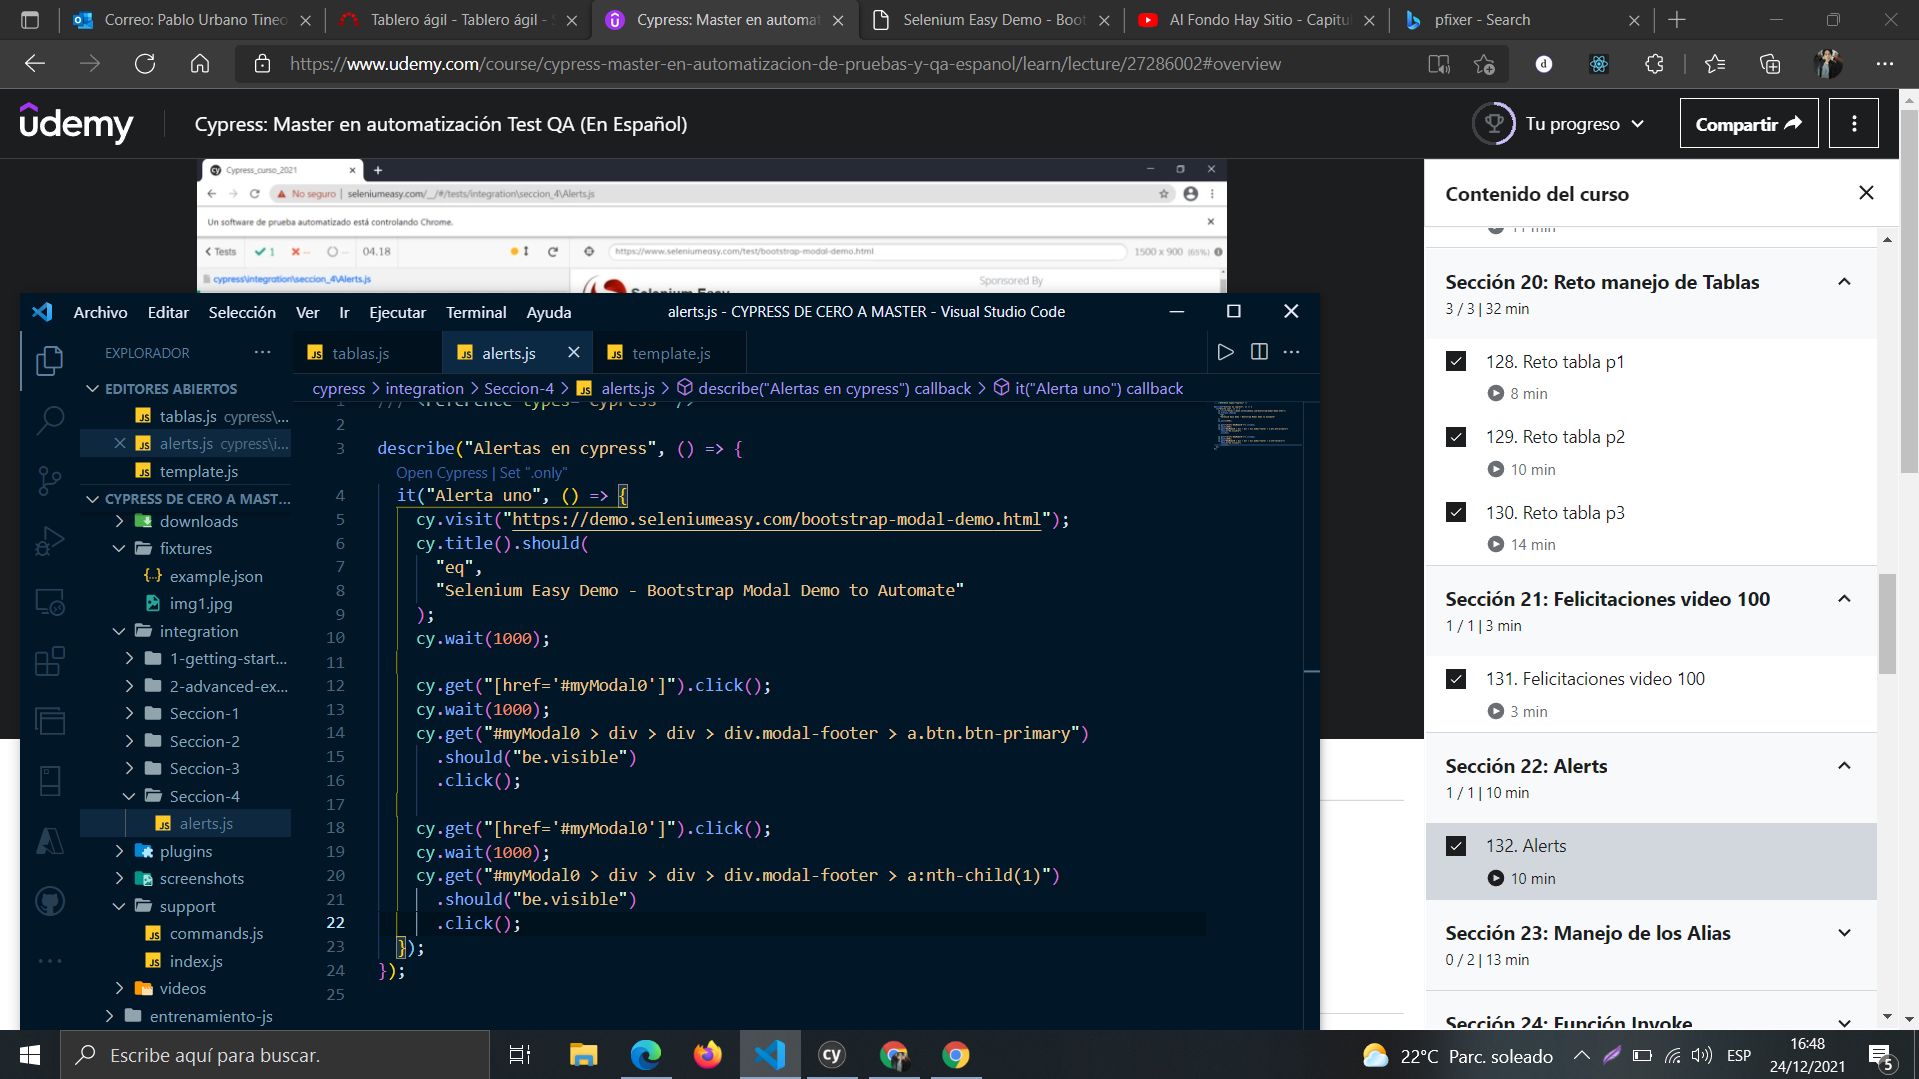 Correo: Pablo Urbano Tineo
Tablero ágil - Tablero ágil - S
Cypress: Master en automat
Selenium Easy Demo - Boot
Al Fondo Hay Sitio - Capitul
pfixer - Search
https://www.udemy.com/course/cypress-master-en-automatizacion-de-pruebas-y-qa-espanol/learn/lecture/27286002#overview
udemy
Cypress: Master en automatización Test QA (En Español)
Tu progreso
Compartir
Cypress_curso_2021
No seguro | seleniumeasy.com/__/#/tests/integration\seccion_4\Alerts.js
Un software de prueba automatizado está controlando Chrome.
< Tests
1
--
--
04.18
https://www.seleniumeasy.com/test/bootstrap-modal-demo.html
1500 x 900 (65%)
cypress\integration\seccion_4\Alerts.js
Selenium Easy
Sponsored By
Archivo Editar Selección Ver Ir Ejecutar Terminal Ayuda
alerts.js - CYPRESS DE CERO A MASTER - Visual Studio Code
EXPLORADOR
EDITORES ABIERTOS
tablas.js cypress\...
alerts.js cypress\i...
template.js
CYPRESS DE CERO A MAST...
downloads
fixtures
example.json
img1.jpg
integration
1-getting-start...
2-advanced-ex...
Seccion-1
Seccion-2
Seccion-3
Seccion-4
alerts.js
plugins
screenshots
support
commands.js
index.js
videos
entrenamiento-js
tablas.js
alerts.js
template.js
cypress > integration > Seccion-4 > alerts.js > describe("Alertas en cypress") callback > it("Alerta uno") callback
1 /// <reference types="cypress" />
2
3 describe("Alertas en cypress", () => {
Open Cypress | Set ".only"
4 it("Alerta uno", () => {
5 cy.visit("https://demo.seleniumeasy.com/bootstrap-modal-demo.html");
6 cy.title().should(
7 "eq",
8 "Selenium Easy Demo - Bootstrap Modal Demo to Automate"
9 );
10 cy.wait(1000);
11
12 cy.get("[href='#myModal0']").click();
13 cy.wait(1000);
14 cy.get("#myModal0 > div > div > div.modal-footer > a.btn.btn-primary")
15 .should("be.visible")
16 .click();
17
18 cy.get("[href='#myModal0']").click();
19 cy.wait(1000);
20 cy.get("#myModal0 > div > div > div.modal-footer > a:nth-child(1)")
21 .should("be.visible")
22 .click();
23 });
24 });
25
Contenido del curso
11 min
Sección 20: Reto manejo de Tablas
3 / 3 | 32 min
128. Reto tabla p1
8 min
129. Reto tabla p2
10 min
130. Reto tabla p3
14 min
Sección 21: Felicitaciones video 100
1 / 1 | 3 min
131. Felicitaciones video 100
3 min
Sección 22: Alerts
1 / 1 | 10 min
132. Alerts
10 min
Sección 23: Manejo de los Alias
0 / 2 | 13 min
Sección 24: Función Invoke
Escribe aquí para buscar.
cy
22°C Parc. soleado
ESP
16:48
24/12/2021
5